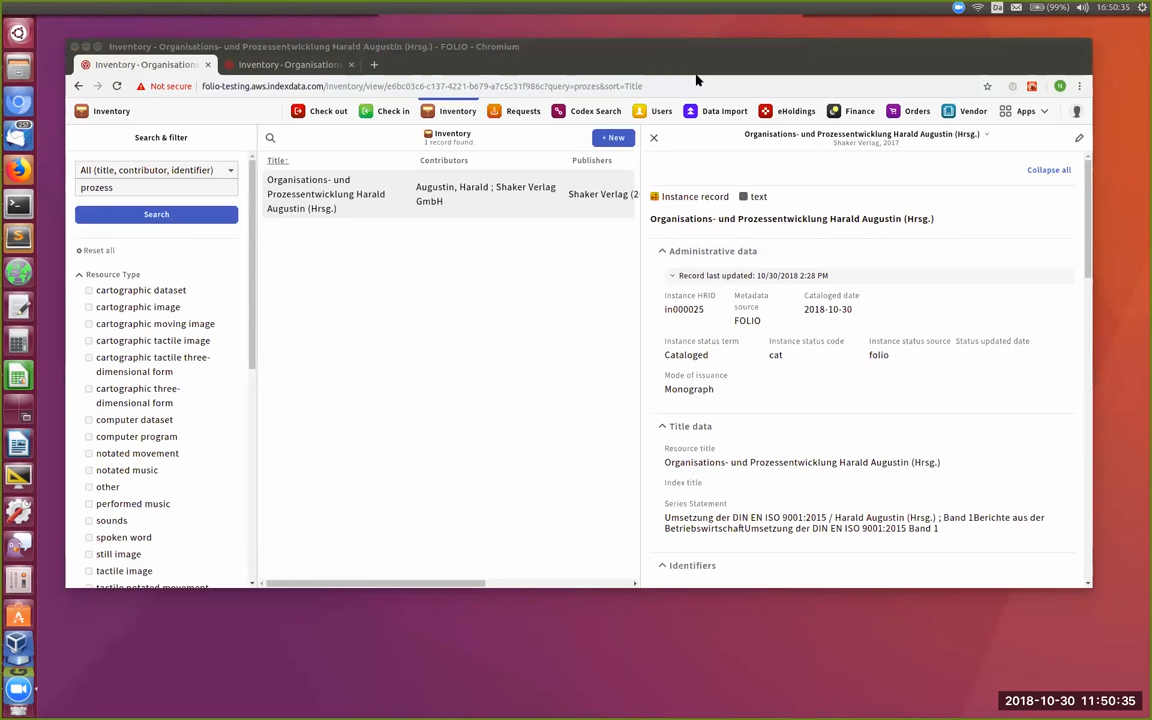 Da
(99%)
16:50:35
Inventory - Organisations- und Prozessentwicklung Harald Augustin (Hrsg.) - FOLIO - Chromium
Inventory - Organisations
Inventory - Organisations
Not secure
folio-testing.aws.indexdata.com/inventory/view/e6bc03c6-c137-4221-b679-a7c5c31f986c?query=prozes&sort=Title
N
Inventory
Check out
Check in
Inventory
Requests
Codex Search
Users
Data Import
eHoldings
Finance
Orders
Vendor
Apps
Search & filter
All (title, contributor, identifier)
prozess
Search
Reset all
Resource Type
cartographic dataset
cartographic image
cartographic moving image
cartographic tactile image
cartographic tactile three-
dimensional form
cartographic three-
dimensional form
computer dataset
computer program
notated movement
notated music
other
performed music
sounds
spoken word
still image
tactile image
tactile notated movement
Inventory
1 record found
+ New
Title
Contributors
Publishers
Organisations- und
Prozessentwicklung Harald
Augustin (Hrsg.)
Augustin, Harald ; Shaker Verlag
GmbH
Shaker Verlag (2
Organisations- und Prozessentwicklung Harald Augustin (Hrsg.)
Shaker Verlag, 2017
Collapse all
Instance record
text
Organisations- und Prozessentwicklung Harald Augustin (Hrsg.)
Administrative data
Record last updated: 10/30/2018 2:28 PM
Instance HRID
in000025
Metadata
source
FOLIO
Cataloged date
2018-10-30
Instance status term
Cataloged
Instance status code
cat
Instance status source
folio
Status updated date
Mode of issuance
Monograph
Title data
Resource title
Organisations- und Prozessentwicklung Harald Augustin (Hrsg.)
Index title
Series Statement
Umsetzung der DIN EN ISO 9001:2015 / Harald Augustin (Hrsg.) ; Band 1Berichte aus der
BetriebswirtschaftUmsetzung der DIN EN ISO 9001:2015 Band 1
Identifiers
2018-10-30 11:50:35